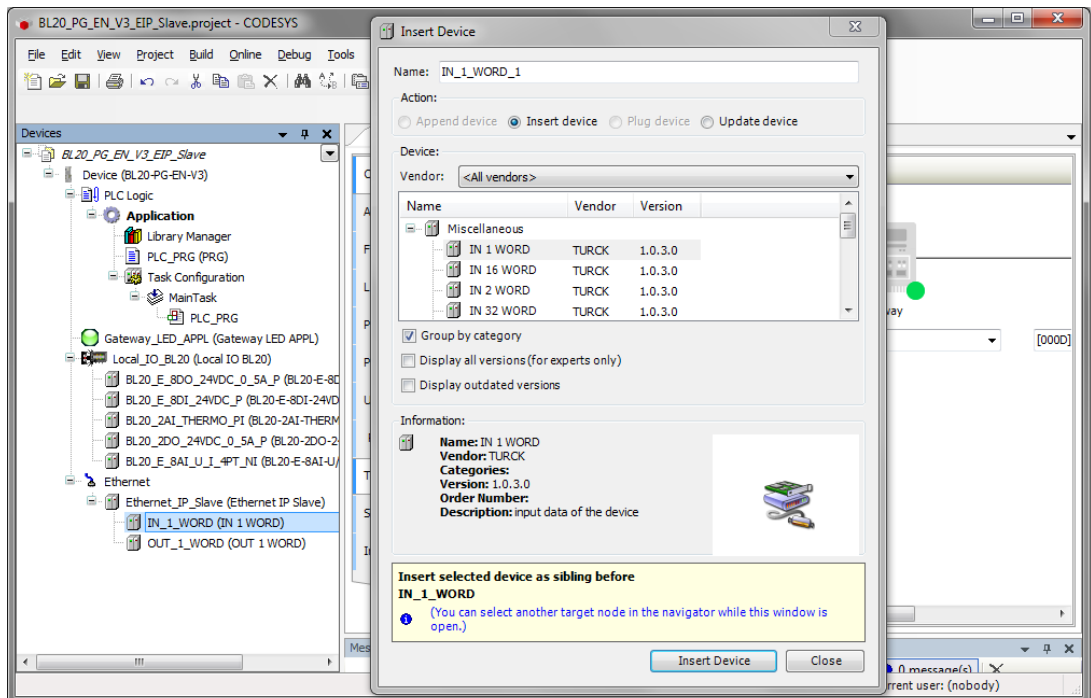 BL20_PG_EN_V3_EIP_Slave.project - CODESYS
File Edit View Project Build Online Debug Tools
Devices
BL20_PG_EN_V3_EIP_Slave
Device (BL20-PG-EN-V3)
PLC Logic
Application
Library Manager
PLC_PRG (PRG)
Task Configuration
MainTask
PLC_PRG
Gateway_LED_APPL (Gateway LED APPL)
Local_IO_BL20 (Local IO BL20)
BL20_E_8DO_24VDC_0_5A_P (BL20-E-8D
BL20_E_8DI_24VDC_P (BL20-E-8DI-24VD
BL20_2AI_THERMO_PI (BL20-2AI-THERM
BL20_2DO_24VDC_0_5A_P (BL20-2DO-2
BL20_E_8AI_U_I_4PT_NI (BL20-E-8AI-U/
Ethernet
Ethernet_IP_Slave (Ethernet IP Slave)
IN_1_WORD (IN 1 WORD)
OUT_1_WORD (OUT 1 WORD)
Insert Device
Name: IN_1_WORD_1
Action:
Append device Insert device Plug device Update device
Device:
Vendor: <All vendors>
Name Vendor Version
Miscellaneous
IN 1 WORD TURCK 1.0.3.0
IN 16 WORD TURCK 1.0.3.0
IN 2 WORD TURCK 1.0.3.0
IN 32 WORD TURCK 1.0.3.0
Group by category
Display all versions (for experts only)
Display outdated versions
Information:
Name: IN 1 WORD
Vendor: TURCK
Categories:
Version: 1.0.3.0
Order Number:
Description: input data of the device
Insert selected device as sibling before
IN_1_WORD
(You can select another target node in the navigator while this window is
open.)
Insert Device Close
way
[000D]
Mes
0 message(s)
rrent user: (nobody)